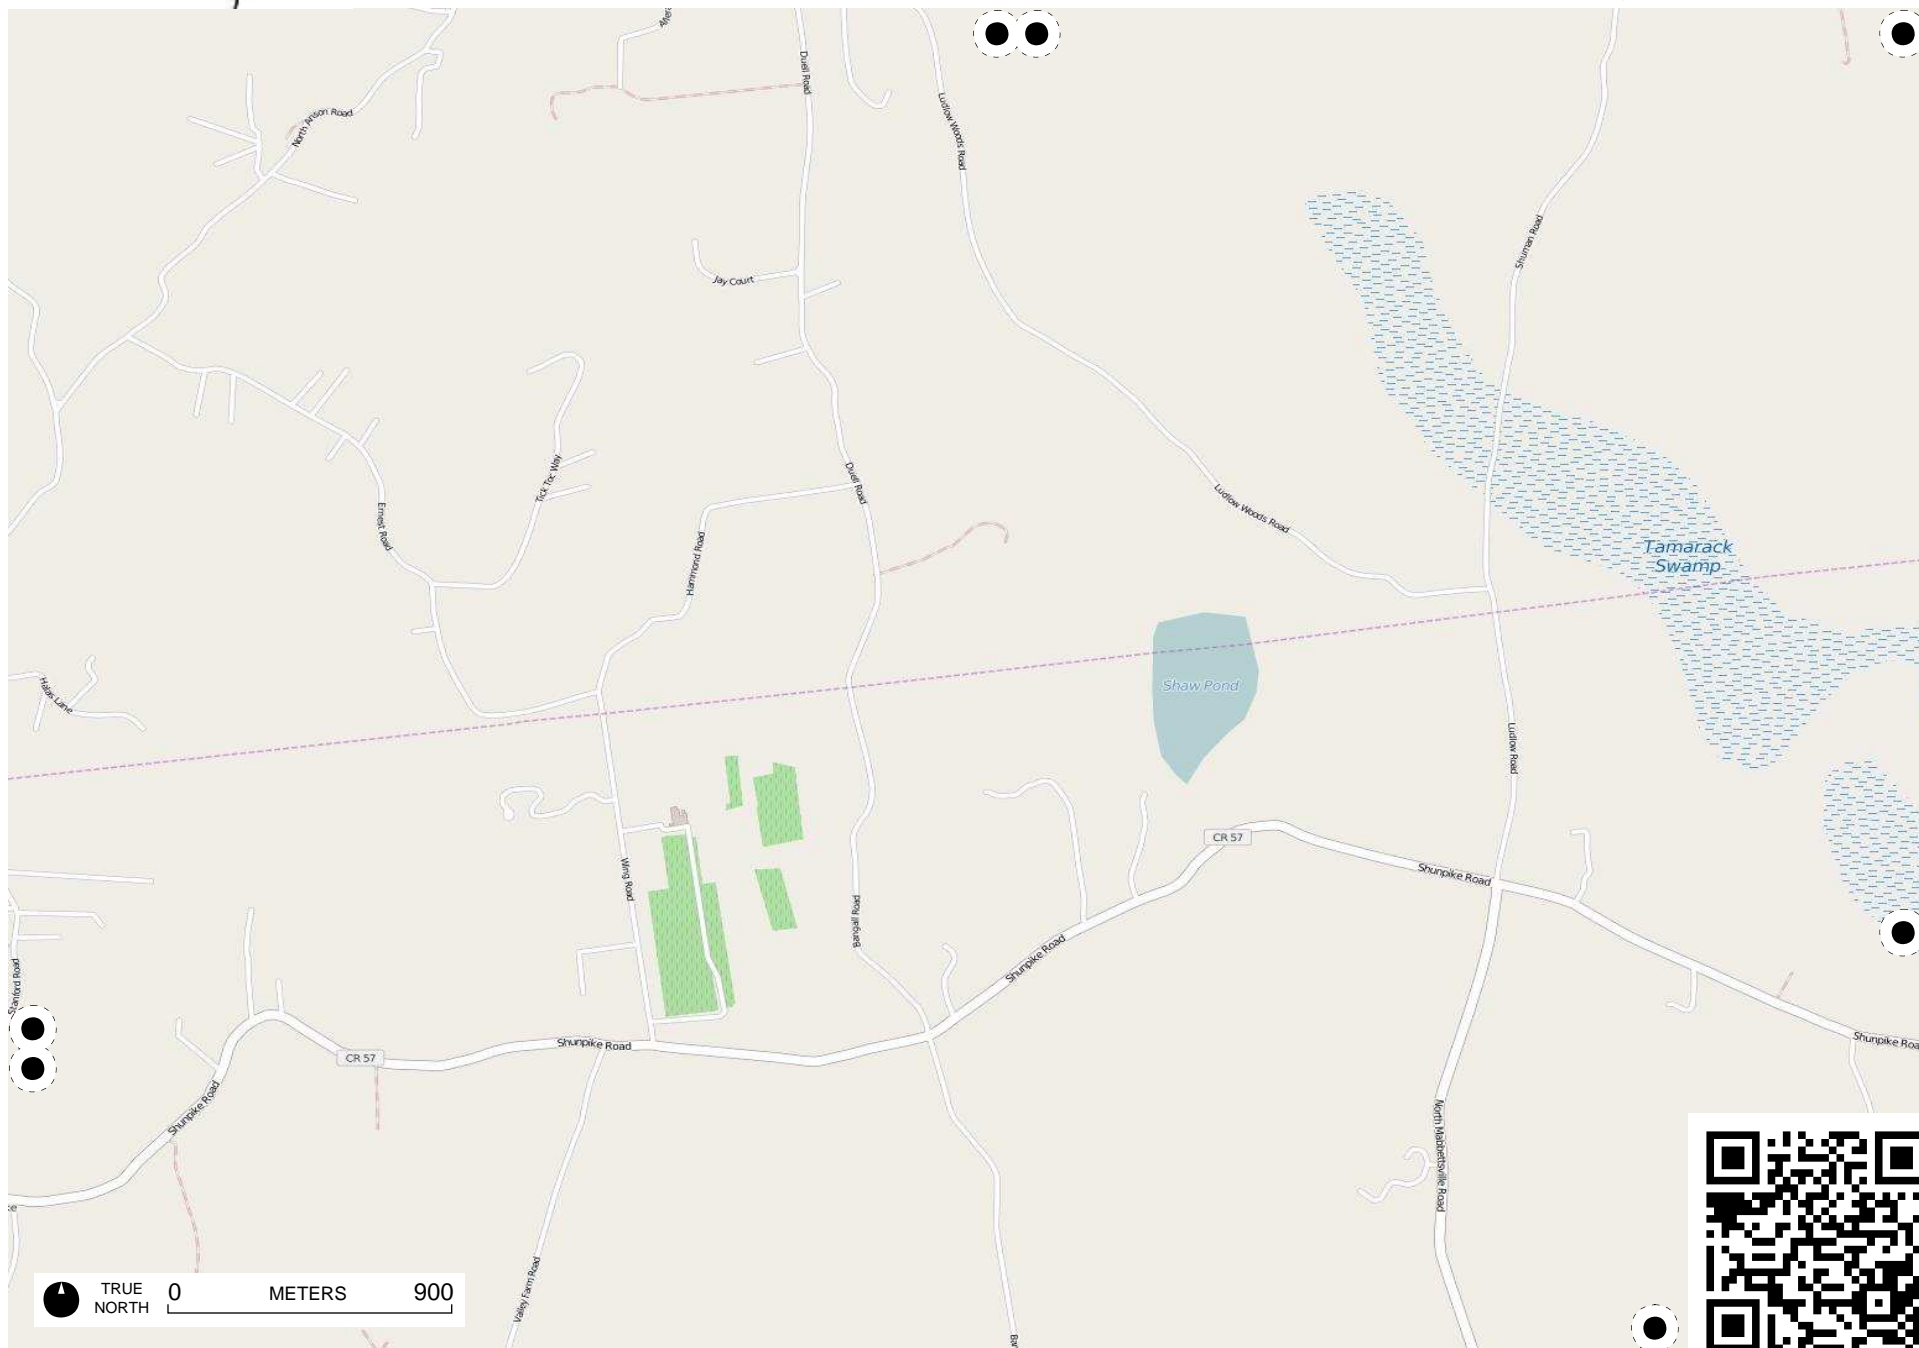 Duell Road
North Anson Road
Ludlow Woods Road
Shuman Road
Jay Court
Tick Toc Way
Duell Road
Ludlow Woods Road
Ernest Road
Hammond Road
Tamarack
Swamp
Halas Lane
Shaw Pond
Ludlow Road
CR 57
Wing Road
Shunpike Road
Bangall Road
Shunpike Road
Stanford Road
Shunpike Road
CR 57
Shunpike Roa
Shunpike Road
North Mabbettsville Road
Valley Farm Road
TRUE
NORTH
0 METERS 900